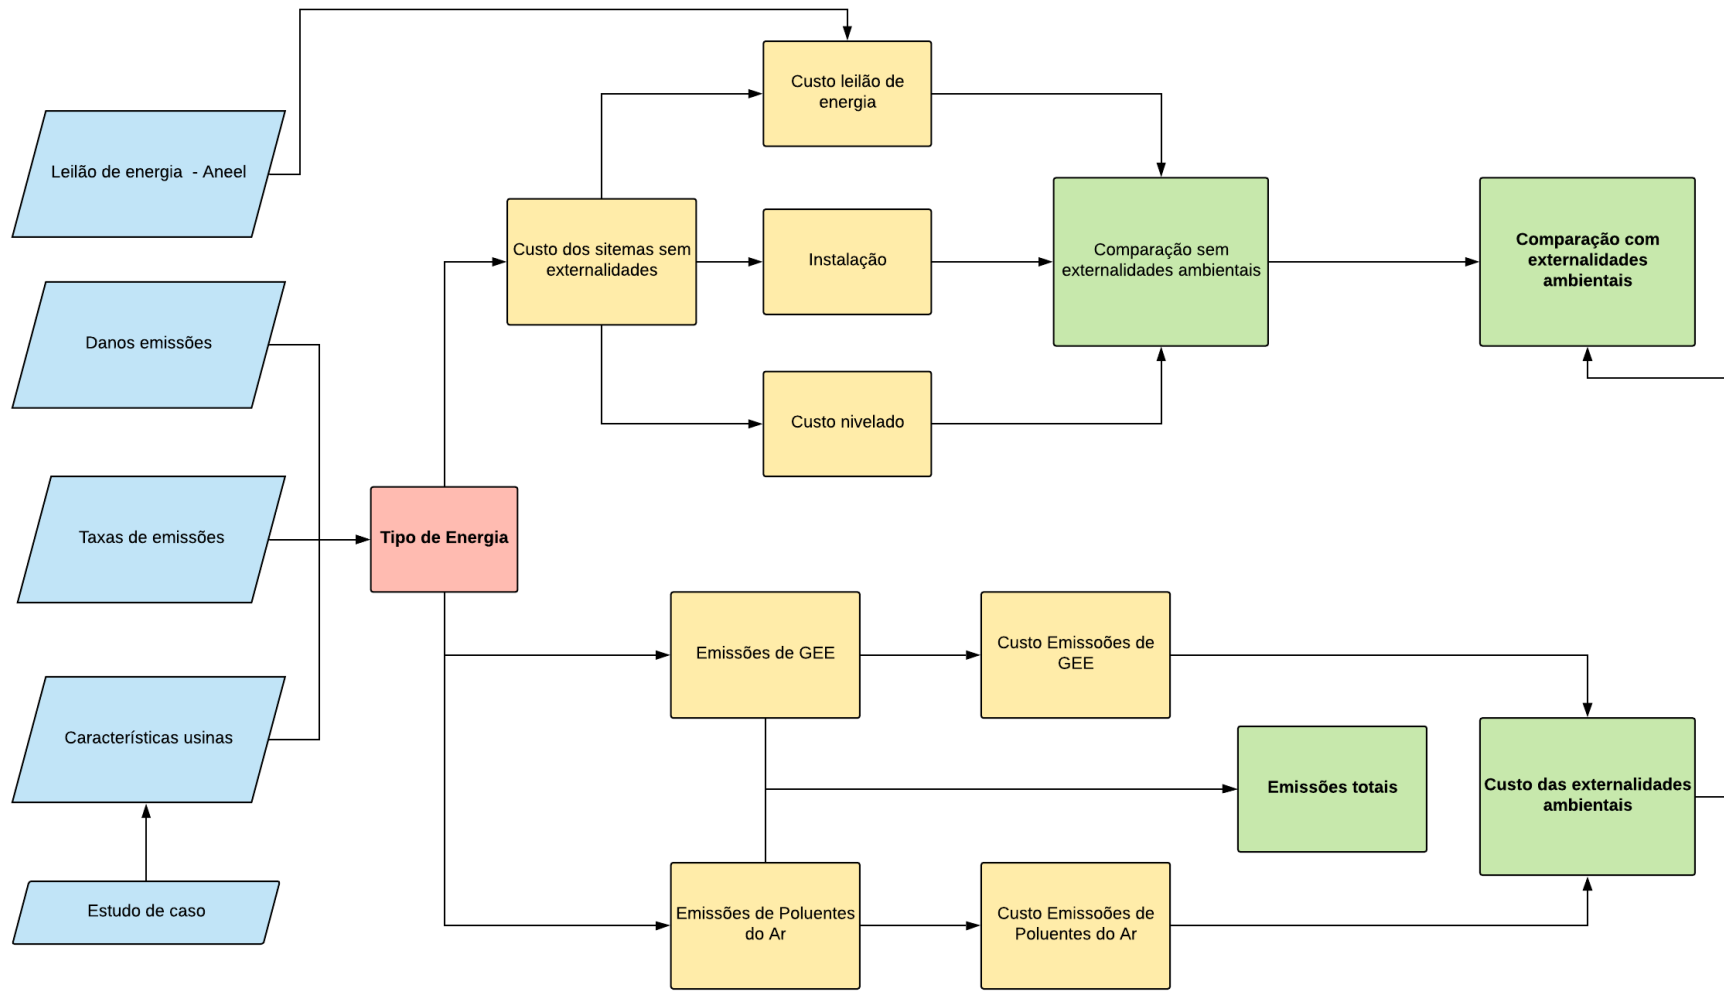 Custo leilão de
energia
Leilão de energia  - Aneel
Custo dos sitemas sem
externalidades
Instalação
Comparação sem
externalidades ambientais
Comparação com
externalidades
ambientais
Danos emissões
Custo nivelado
Taxas de emissões
Tipo de Energia
Emissões de GEE
Custo Emissoões de
GEE
Características usinas
Emissões totais
Custo das externalidades
ambientais
Estudo de caso
Emissões de Poluentes
do Ar
Custo Emissoões de
Poluentes do Ar